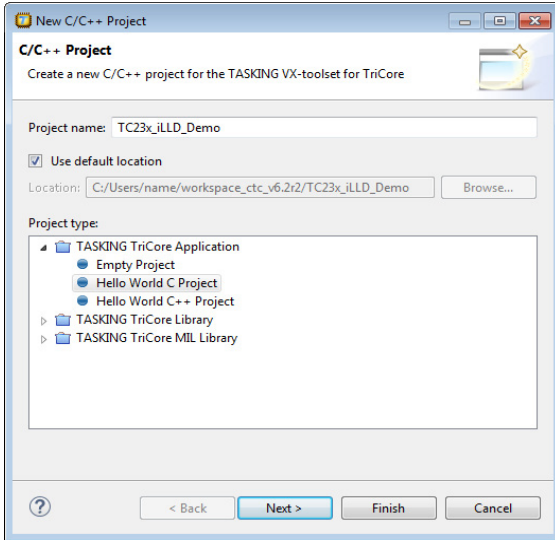 New C/C++ Project
C/C++ Project
Create a new C/C++ project for the TASKING VX-toolset for TriCore
Project name: TC23x_iLLD_Demo
Use default location
Location: C:/Users/name/workspace_ctc_v6.2r2/TC23x_iLLD_Demo Browse...
Project type:
TASKING TriCore Application
Empty Project
Hello World C Project
Hello World C++ Project
TASKING TriCore Library
TASKING TriCore MIL Library
? < Back Next > Finish Cancel